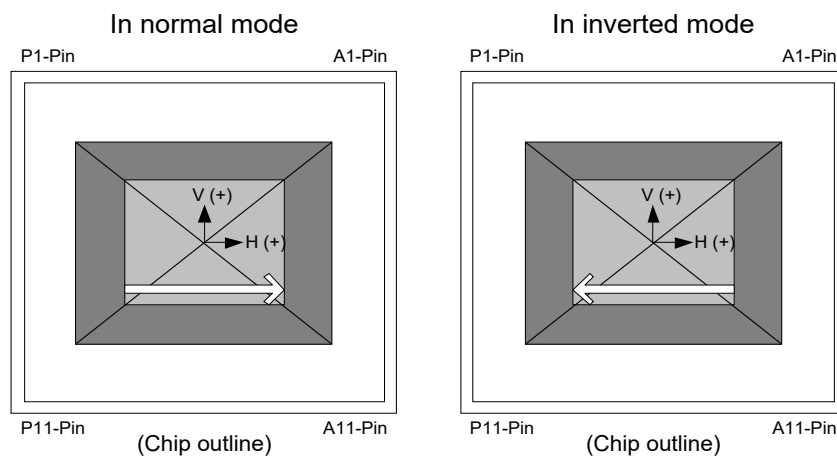 In normal mode
In inverted mode
P1-Pin
A1-Pin
P1-Pin
A1-Pin
V (+)
H (+)
V (+)
H (+)
P11-Pin
A11-Pin
P11-Pin
A11-Pin
(Chip outline)
(Chip outline)